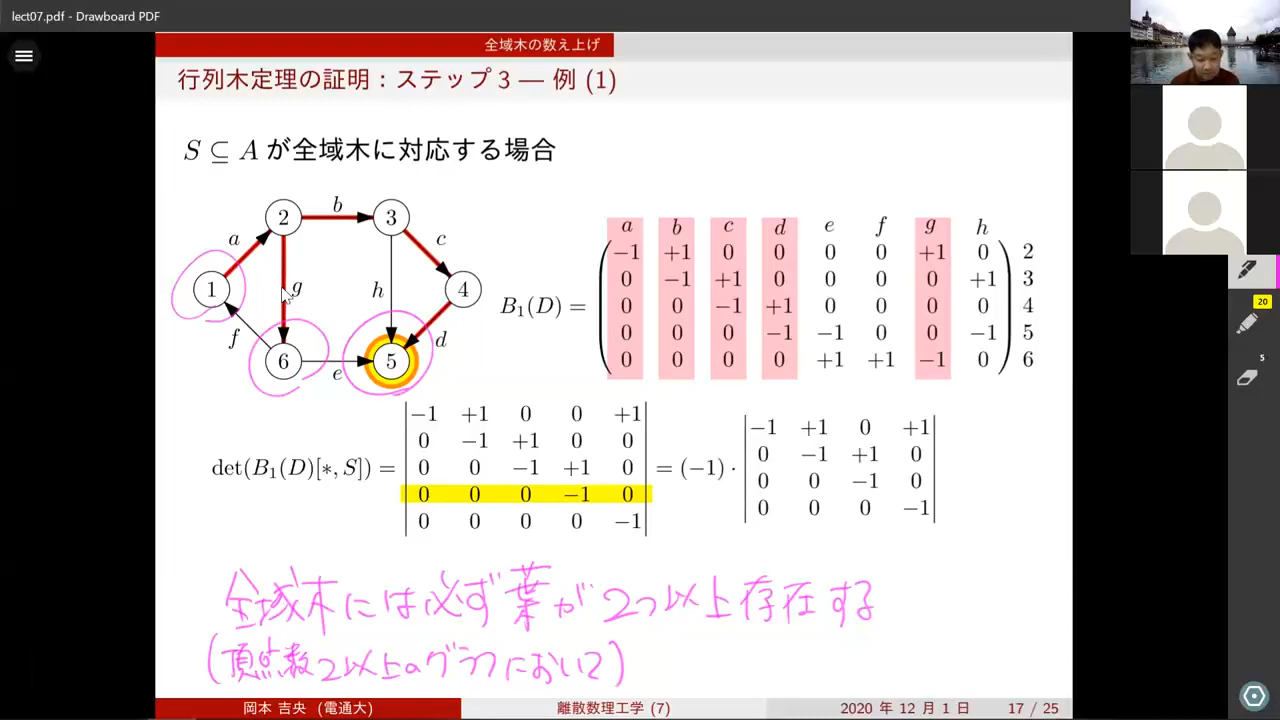 lect07.pdf - Drawboard PDF
全域木の数え上げ
行列木定理の証明：ステップ 3 — 例 (1)
S ⊆ A が全域木に対応する場合
2 b 3
a c
1 g h 4
f d
6 e 5
a b c d e f g h
−1 +1 0 0 0 0 +1 0 2
0 −1 +1 0 0 0 0 +1 3
B₁(D) = 0 0 −1 +1 0 0 0 0 4
0 0 0 −1 −1 0 0 −1 5
0 0 0 0 +1 +1 −1 0 6
−1 +1 0 0 +1
0 −1 +1 0 0
det(B₁(D)[∗, S]) = 0 0 −1 +1 0
0 0 0 −1 0
0 0 0 0 −1
= (−1) ·
−1 +1 0 +1
0 −1 +1 0
0 0 −1 0
0 0 0 −1
全域木には必ず葉が2つ以上存在する
(頂点数2以上のグラフにおいて)
岡本 吉央 (電通大) 離散数理工学 (7) 2020 年 12 月 1 日 17 / 25
20
5